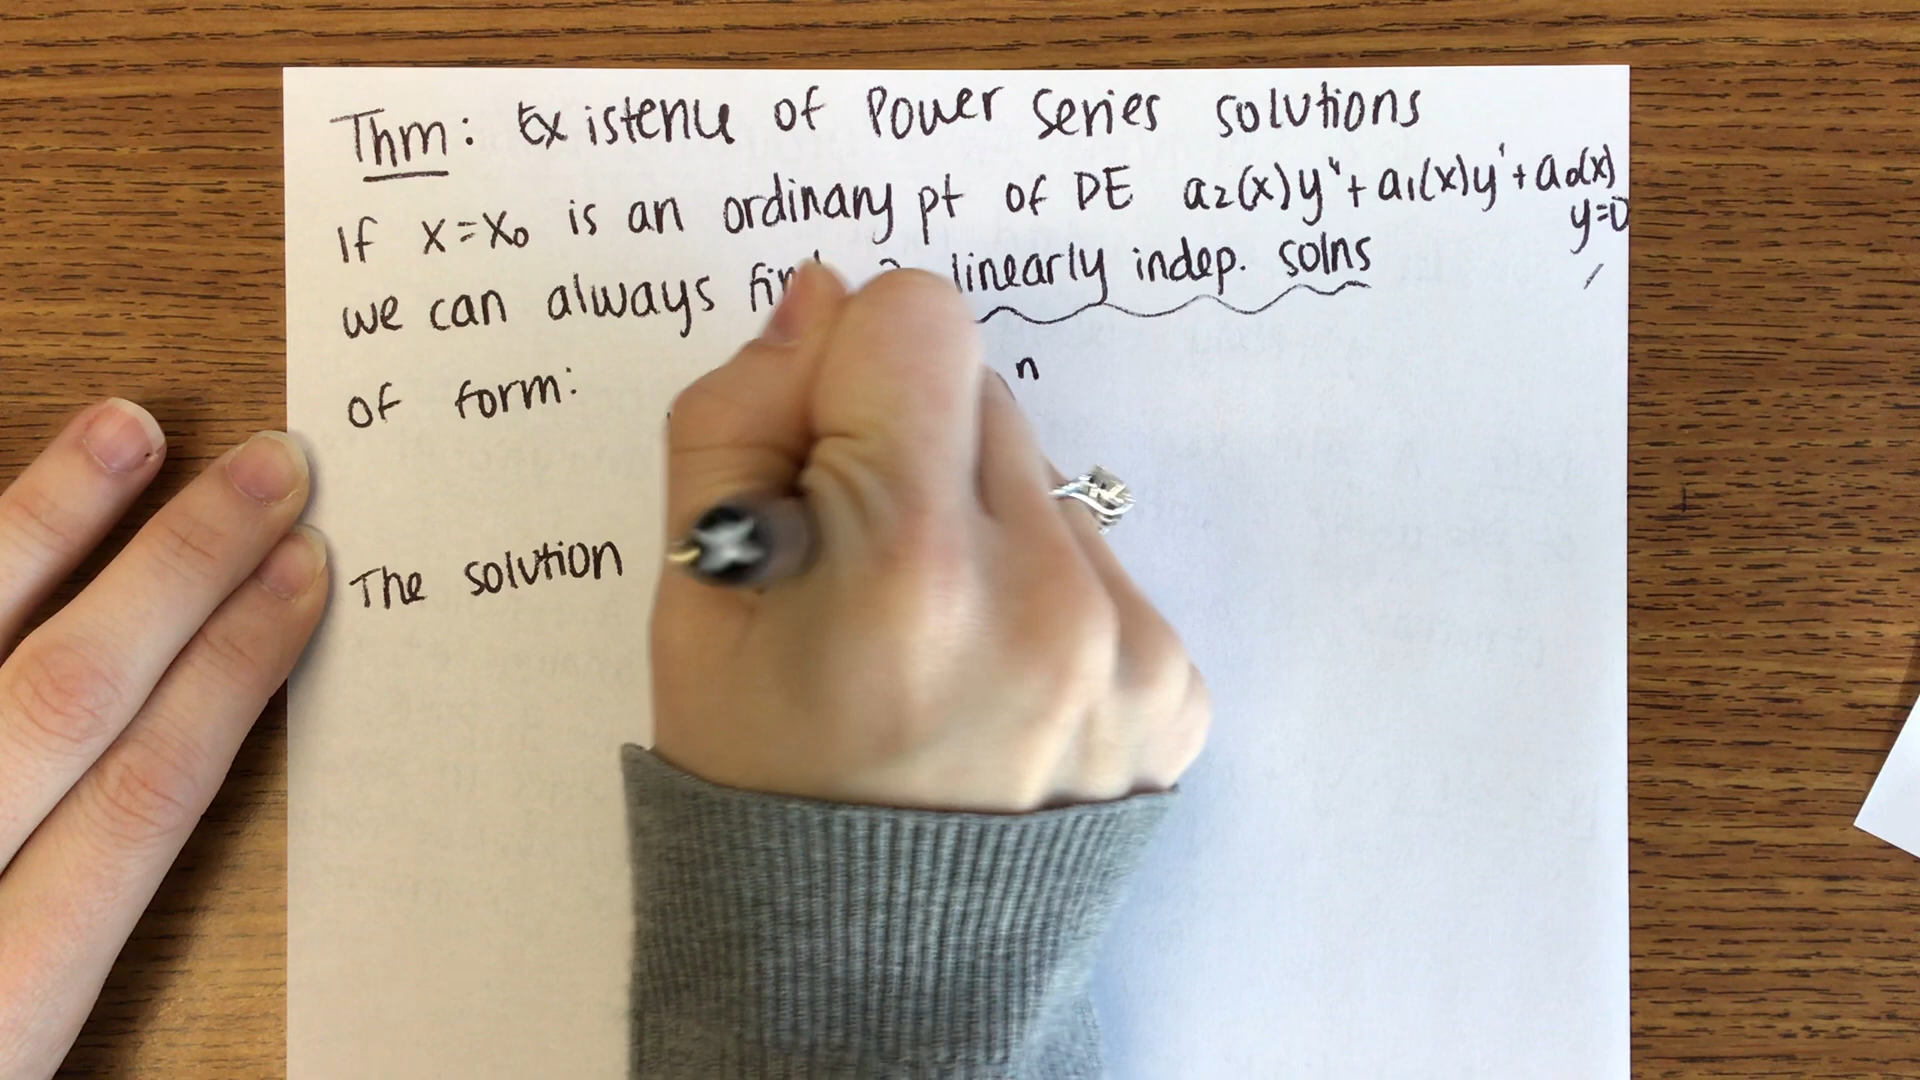 Thm: Existence of Power series solutions
If x=x₀ is an ordinary pt of DE a₂(x)y"+a₁(x)y'+a₀(x)
y=0
we can always linearly indep. solns
of form: n
The solution